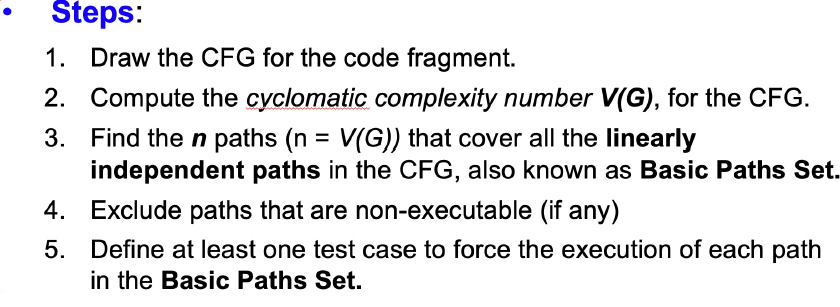 • Steps:
1. Draw the CFG for the code fragment.
2. Compute the cyclomatic complexity number V(G), for the CFG.
3. Find the n paths (n = V(G)) that cover all the linearly
independent paths in the CFG, also known as Basic Paths Set.
4. Exclude paths that are non-executable (if any)
5. Define at least one test case to force the execution of each path
in the Basic Paths Set.